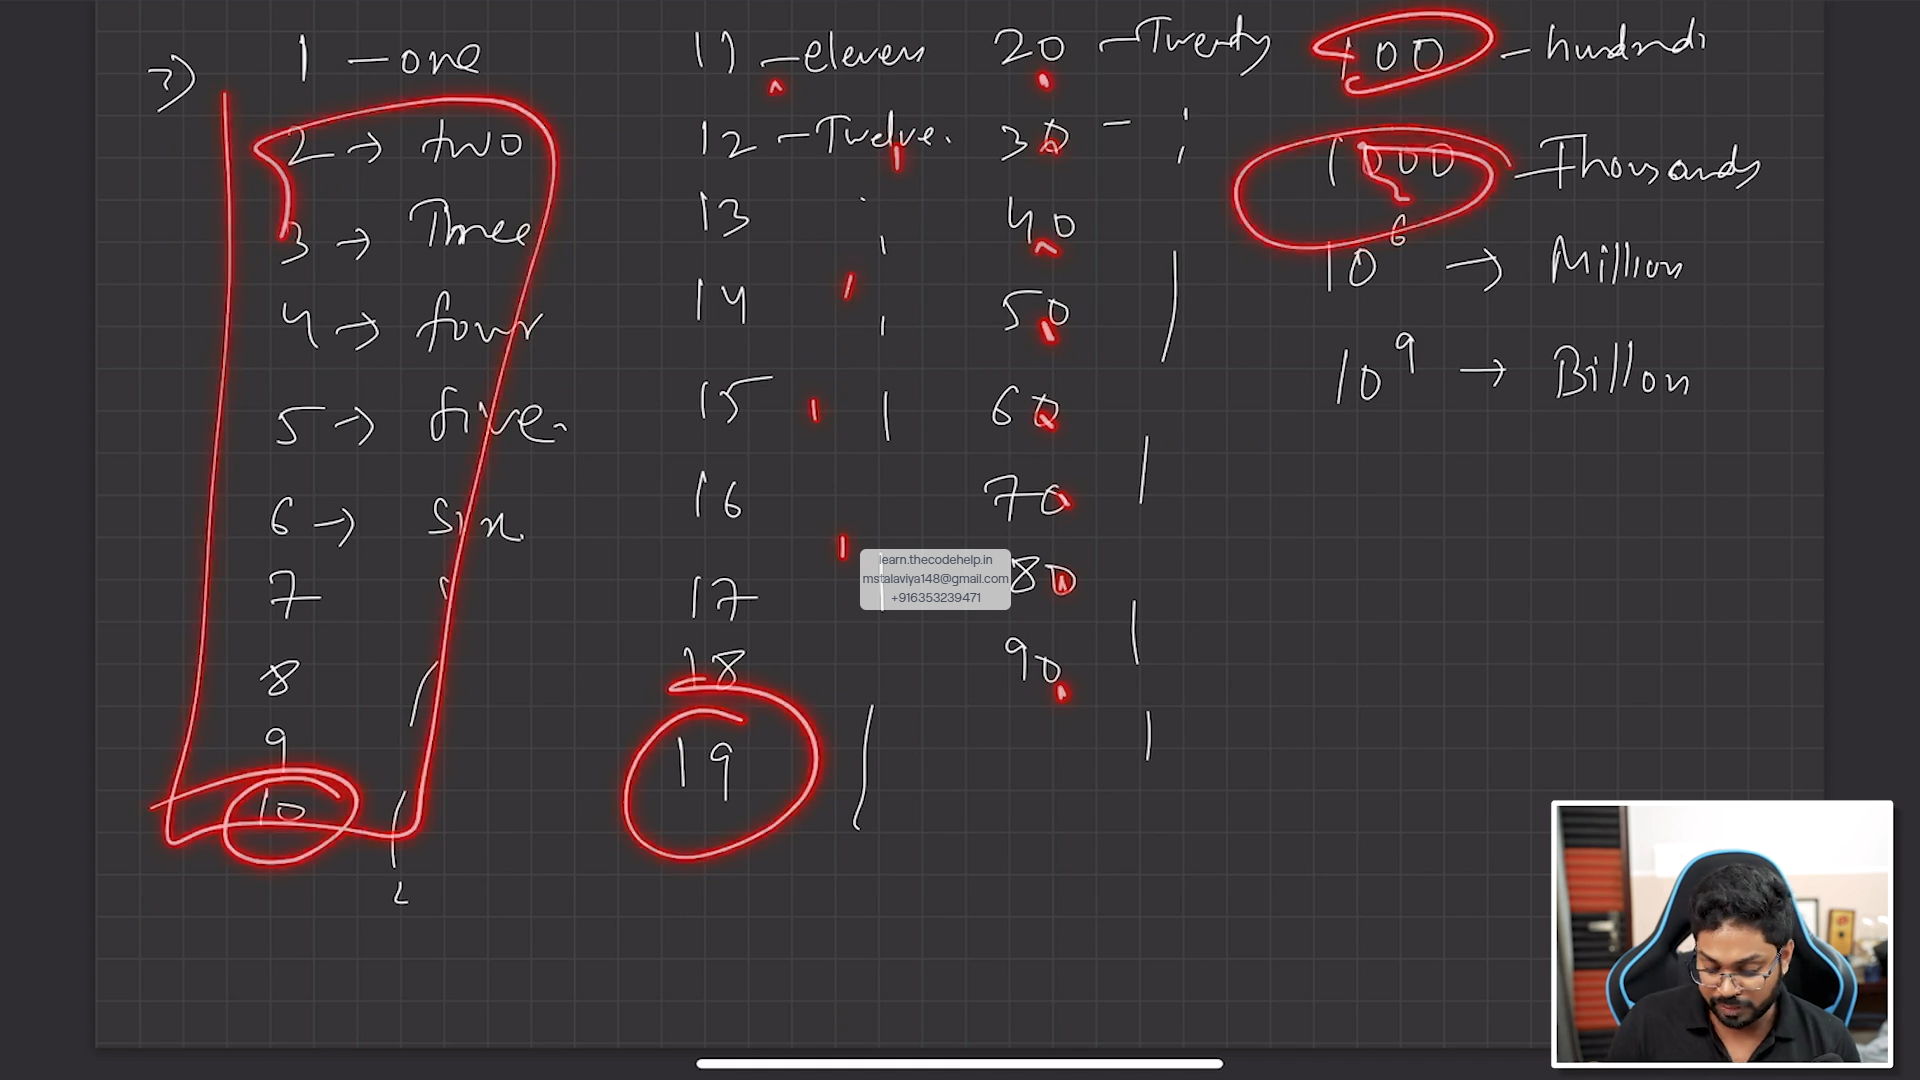 1 — one
2 → two
3 → Three
4 → four
5 → five.
6 → Six
7
8
9
10
11 — eleven
12 — Twelve.
13
14
15
16
17
18
19
20 — Twenty
30 —
40
50
60
70
80
90
100 —
1000 — Thousands
10^6 → Million
10^9 → Billon
learn.thecodehelp.in
mstalaviya148@gmail.com
+916353239471